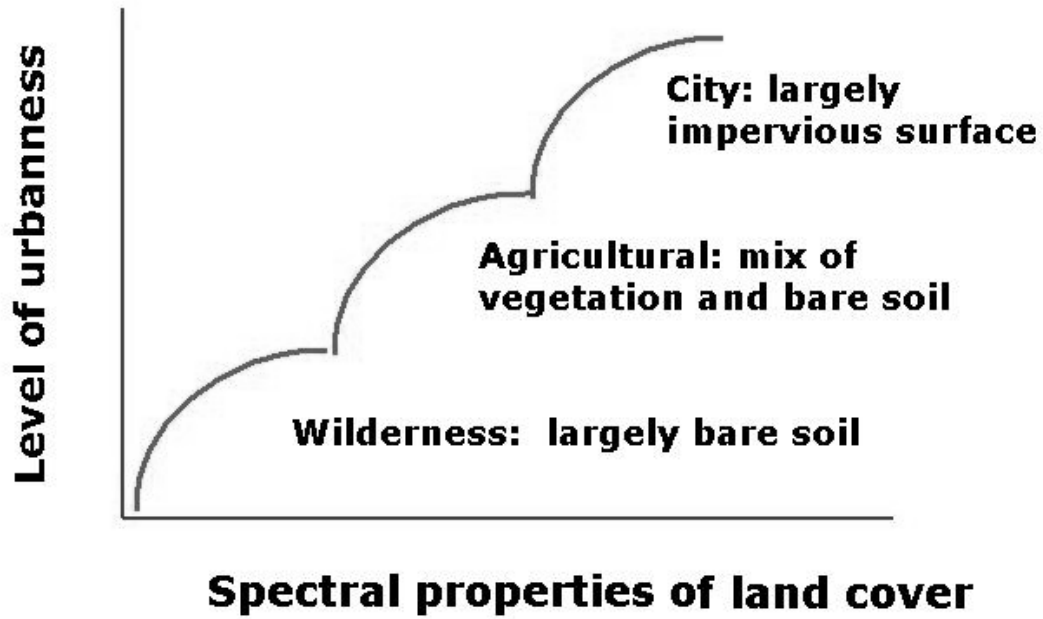 Level of urbanness
City: largely
impervious surface
Agricultural: mix of
vegetation and bare soil
Wilderness: largely bare soil
Spectral properties of land cover